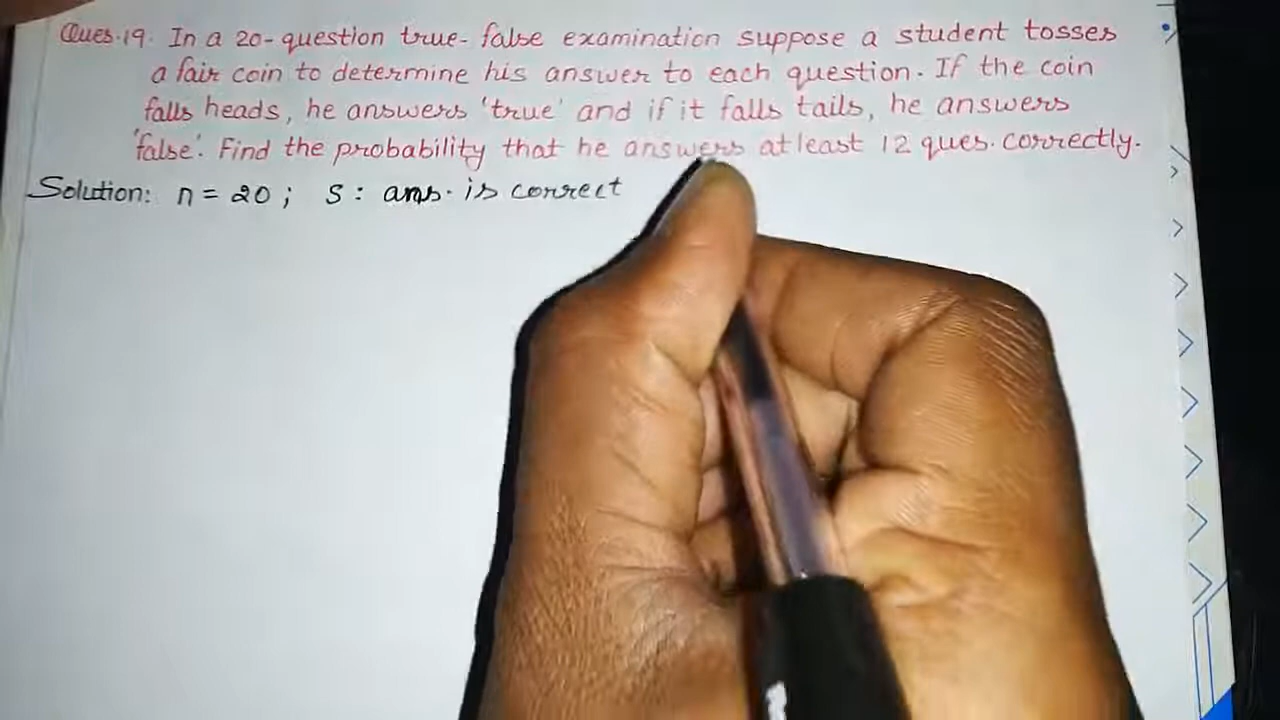 Ques.19. In a 20-question true-false examination suppose a student tosses
a fair coin to determine his answer to each question. If the coin
falls heads, he answers 'true' and if it falls tails, he answers
'false'. Find the probability that he answers atleast 12 ques. correctly.
Solution: n = 20 ; S : ans. is correct